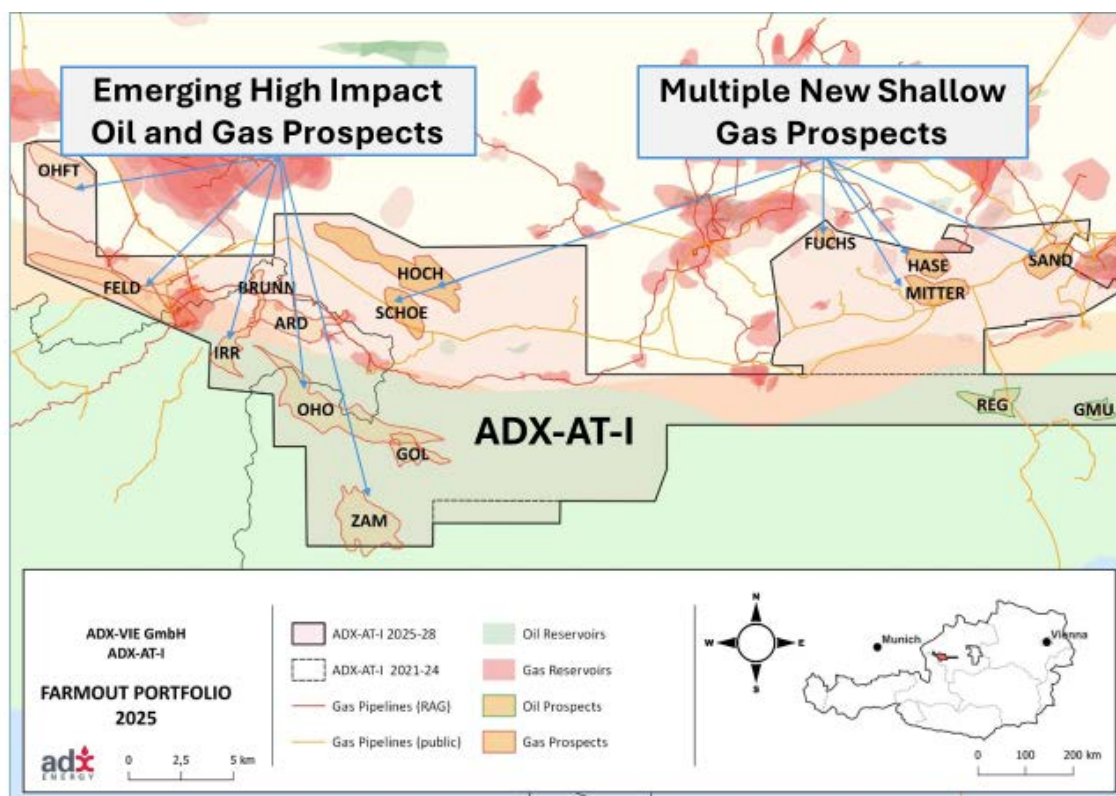 Emerging High Impact
Oil and Gas Prospects
Multiple New Shallow
Gas Prospects
OHFT
FUCHS
HASE
SAND
HOCH
FELD
BRUNN
MITTER
SCHOE
ARD
IRR
OHO
REG
GMU
ADX-AT-I
GOL
ZAM
ADX-VIE GmbH
ADX-AT-I
FARMOUT PORTFOLIO
2025
adx
ENERGY
0 2,5 5 km
ADX-AT-I 2025-28
ADX-AT-I 2021-24
Gas Pipelines (RAG)
Gas Pipelines (public)
Oil Reservoirs
Gas Reservoirs
Oil Prospects
Gas Prospects
N
W E
S
Munich
Vienna
0 100 200 km